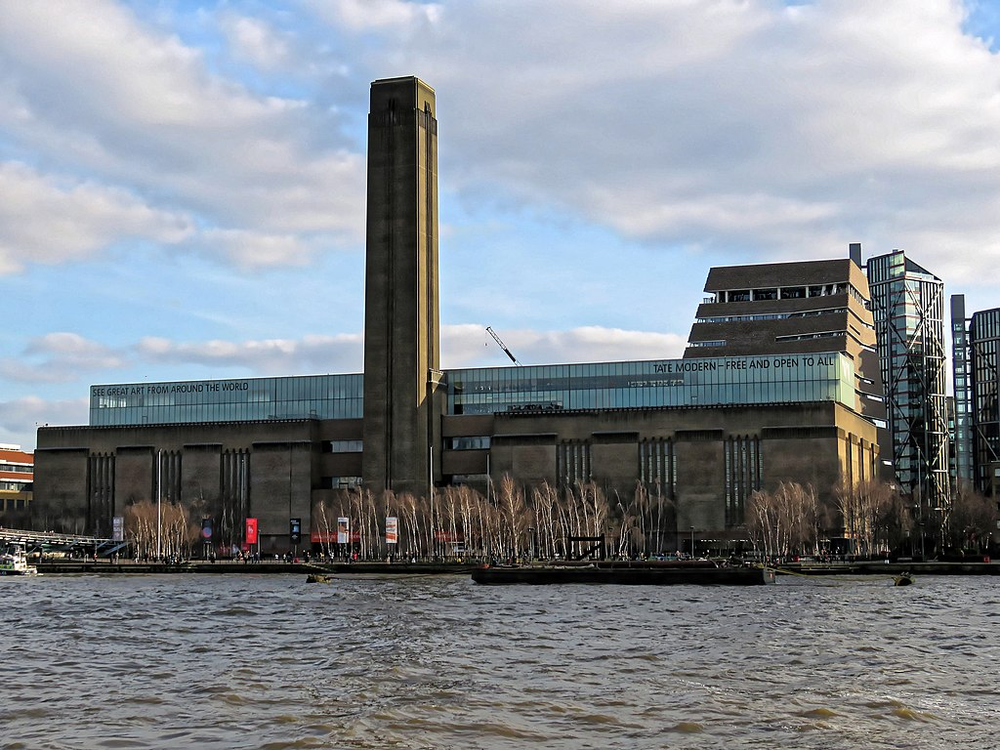 SEE GREAT ART FROM AROUND THE WORLD
TATE MODERN – FREE AND OPEN TO ALL